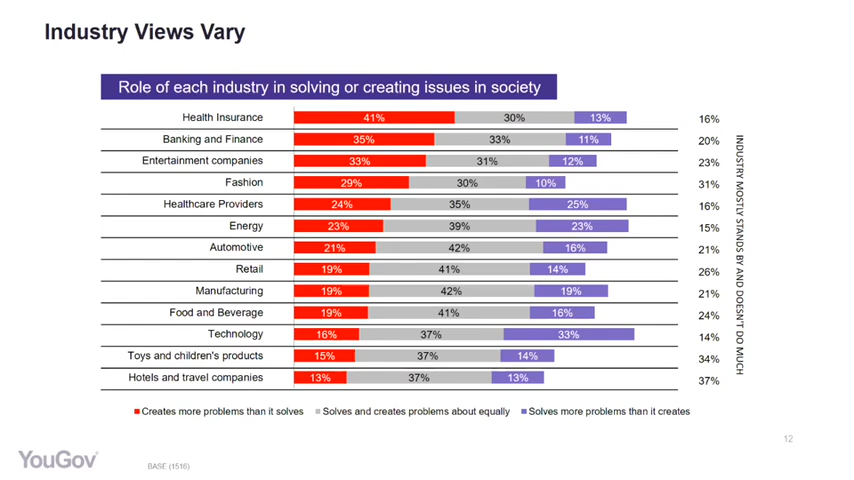 Industry Views Vary
Role of each industry in solving or creating issues in society
Health Insurance 41% 30% 13% 16%
Banking and Finance 35% 33% 11% 20%
Entertainment companies 33% 31% 12% 23%
Fashion 29% 30% 10% 31%
Healthcare Providers 24% 35% 25% 16%
Energy 23% 39% 23% 15%
Automotive 21% 42% 16% 21%
Retail 19% 41% 14% 26%
Manufacturing 19% 42% 19% 21%
Food and Beverage 19% 41% 16% 24%
Technology 16% 37% 33% 14%
Toys and children's products 15% 37% 14% 34%
Hotels and travel companies 13% 37% 13% 37%
INDUSTRY MOSTLY STANDS BY AND DOESN'T DO MUCH
Creates more problems than it solves Solves and creates problems about equally Solves more problems than it creates
12
YouGov
BASE (1516)